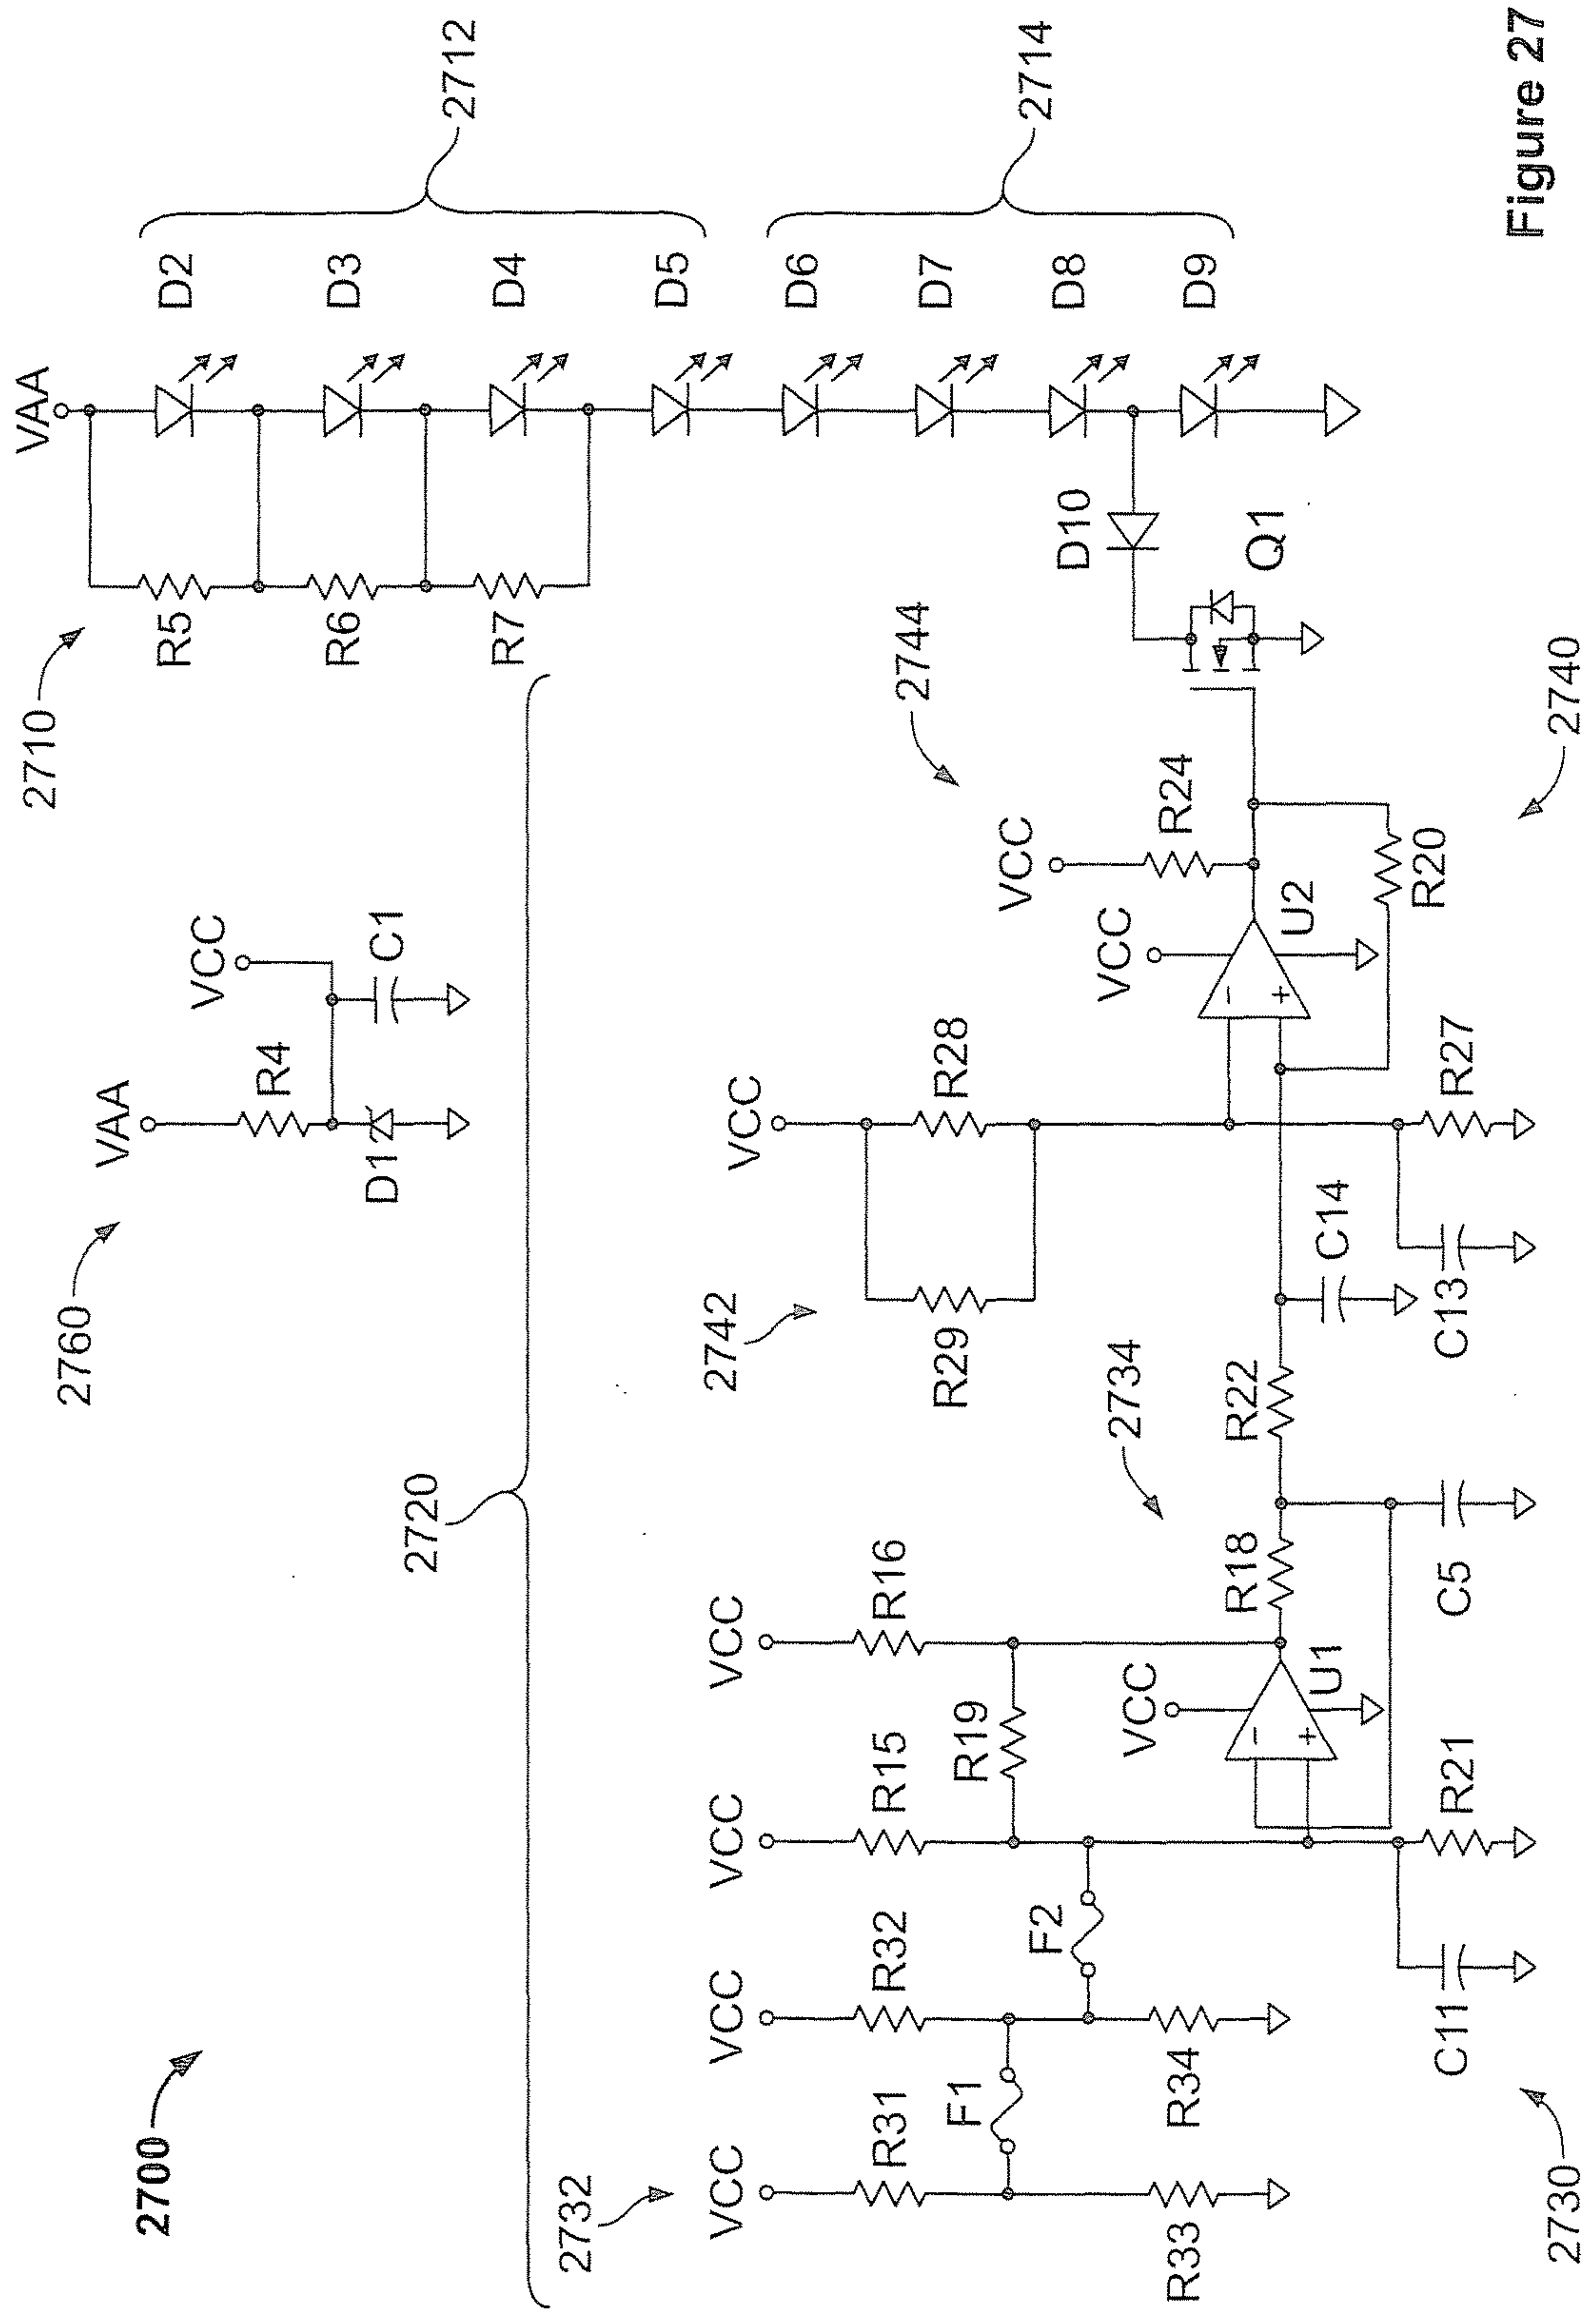 2700
2710
VAA
2760
VAA
VCC
R4
D1
C1
R5
D2
R6
D3
R7
D4
D5
2712
D6
D7
D8
D9
2714
2720
2732
VCC
VCC
VCC
VCC
VCC
2742
R31
R32
R15
R16
R29
R28
2744
F1
F2
R19
VCC
2734
VCC
VCC
R24
D10
Q1
R33
R34
U1
R18
R22
C14
U2
C11
R21
C5
C13
R27
R20
2730
2740
Figure 27